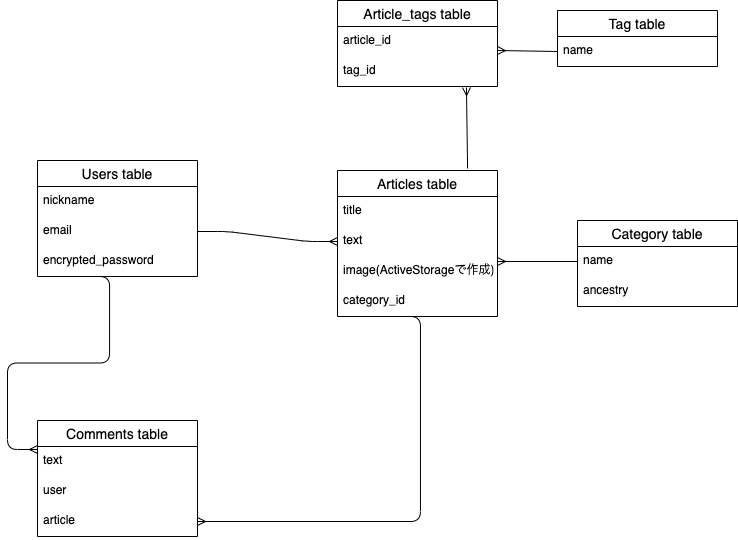 Article_tags table
article_id
tag_id
Tag table
name
Users table
nickname
email
encrypted_password
Articles table
title
text
image(ActiveStorageで作成)
category_id
Category table
name
ancestry
Comments table
text
user
article